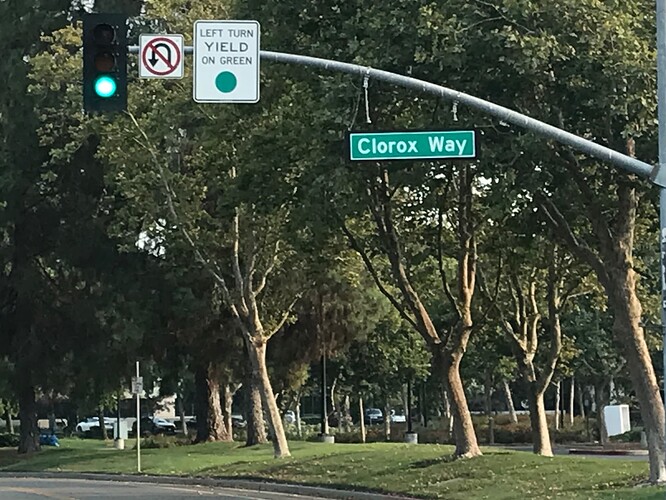 LEFT TURN
YIELD
ON GREEN
Clorox Way